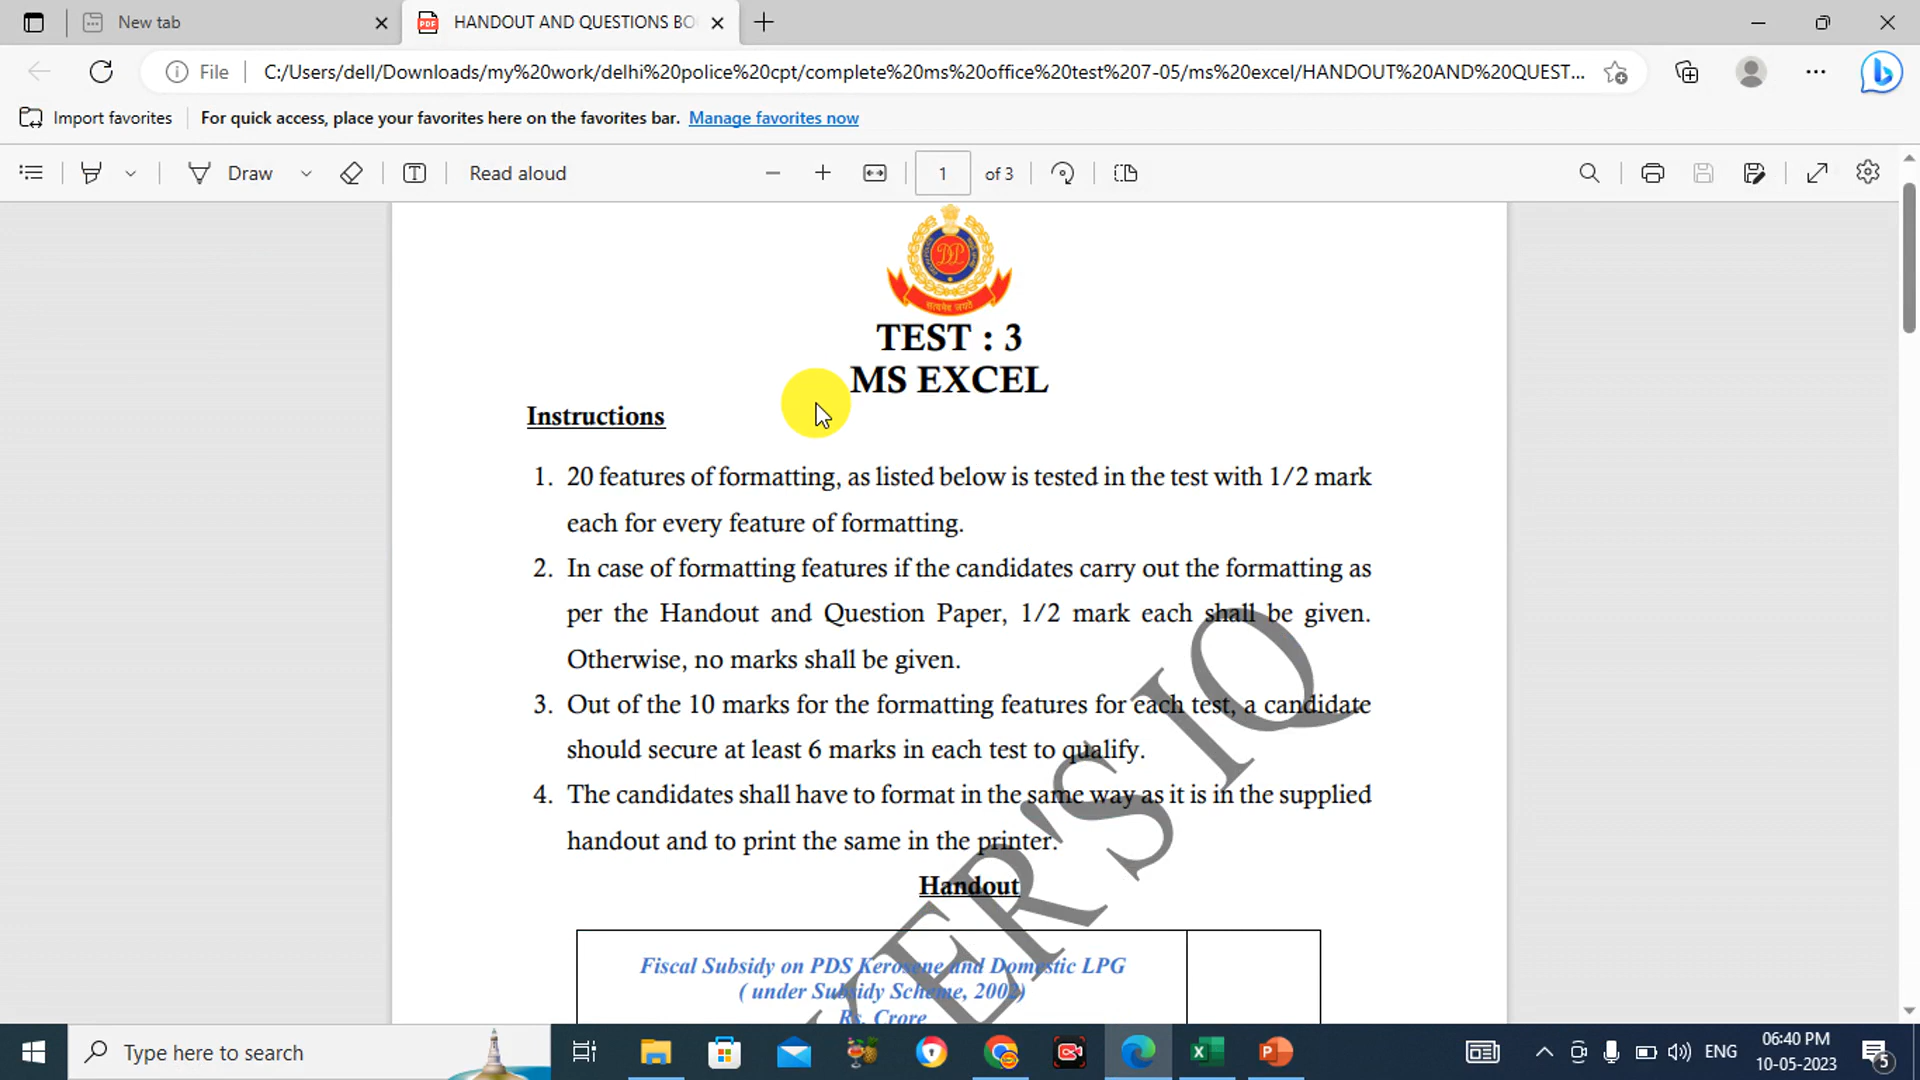 New tab
HANDOUT AND QUESTIONS BO
File
C:/Users/dell/Downloads/my%20work/delhi%20police%20cpt/complete%20ms%20office%20test%207-05/ms%20excel/HANDOUT%20AND%20QUEST...
Import favorites
For quick access, place your favorites here on the favorites bar. Manage favorites now
Draw
Read aloud
1 of 3
DP
सत्यमेव जयते
TEST : 3
MS EXCEL
Instructions
1. 20 features of formatting, as listed below is tested in the test with 1/2 mark
each for every feature of formatting.
2. In case of formatting features if the candidates carry out the formatting as
per the Handout and Question Paper, 1/2 mark each shall be given.
Otherwise, no marks shall be given.
3. Out of the 10 marks for the formatting features for each test, a candidate
should secure at least 6 marks in each test to qualify.
4. The candidates shall have to format in the same way as it is in the supplied
handout and to print the same in the printer.
Handout
Fiscal Subsidy on PDS Kerosene and Domestic LPG
( under Subsidy Scheme, 2002)
Rs. Crore
KER'S IQ
Type here to search
ENG
06:40 PM
10-05-2023
5